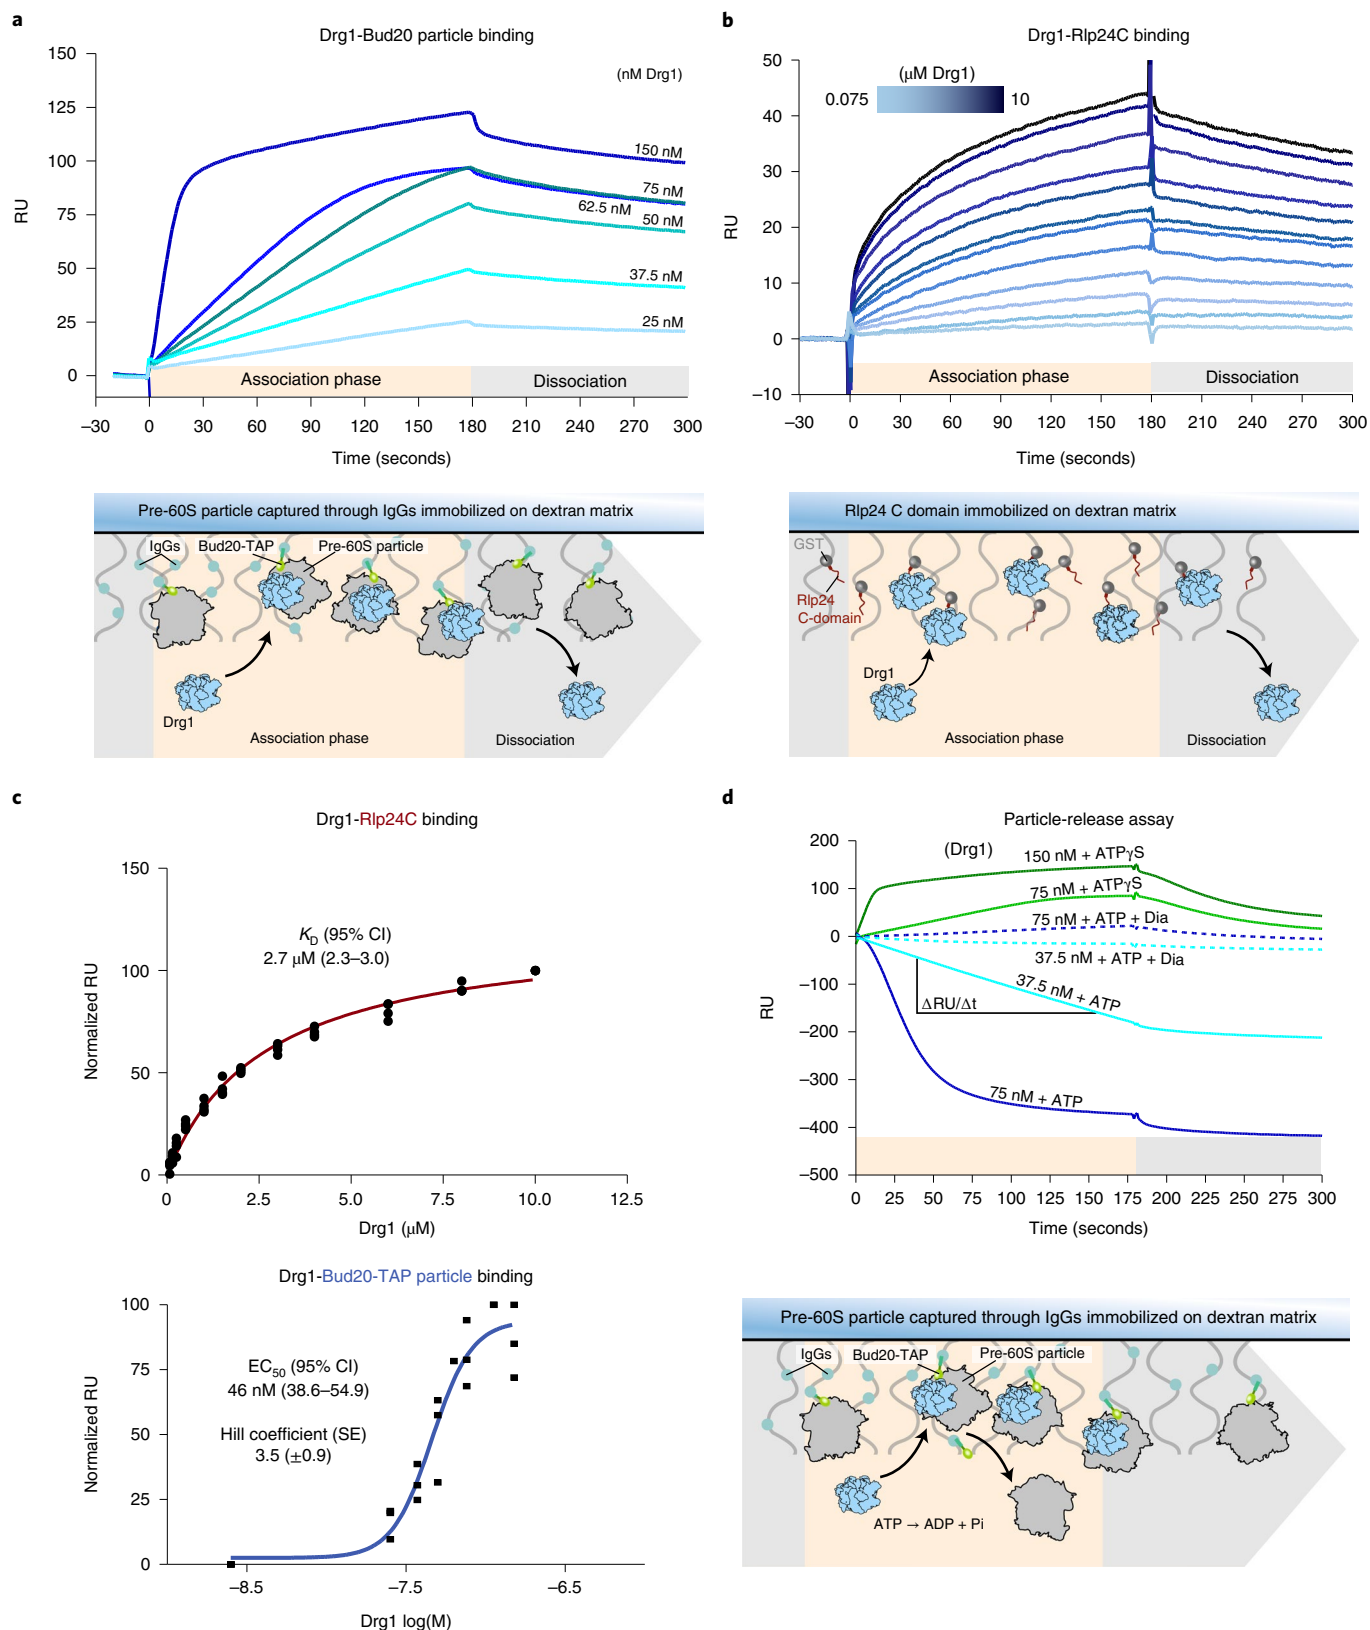 a
Drg1-Bud20 particle binding
150
125
100
75
50
25
0
RU
(nM Drg1)
150 nM
75 nM
62.5 nM
50 nM
37.5 nM
25 nM
Association phase
Dissociation
–30 0 30 60 90 120 150 180 210 240 270 300
Time (seconds)
Pre-60S particle captured through IgGs immobilized on dextran matrix
IgGs Bud20-TAP Pre-60S particle
Drg1
Association phase
Dissociation
b
Drg1-Rlp24C binding
50
40
30
20
10
0
–10
RU
(μM Drg1)
0.075 10
Association phase
Dissociation
–30 0 30 60 90 120 150 180 210 240 270 300
Time (seconds)
Rlp24 C domain immobilized on dextran matrix
GST
Rlp24
C-domain
Drg1
Association phase
Dissociation
c
Drg1-Rlp24C binding
150
100
50
0
Normalized RU
KD (95% CI)
2.7 μM (2.3–3.0)
0 2.5 5.0 7.5 10.0 12.5
Drg1 (μM)
Drg1-Bud20-TAP particle binding
100
75
50
25
0
Normalized RU
EC50 (95% CI)
46 nM (38.6–54.9)
Hill coefficient (SE)
3.5 (±0.9)
–8.5 –7.5 –6.5
Drg1 log(M)
d
Particle-release assay
200
100
0
–100
–200
–300
–400
–500
RU
(Drg1)
150 nM + ATPγS
75 nM + ATPγS
75 nM + ATP + Dia
37.5 nM + ATP + Dia
37.5 nM + ATP
ΔRU/Δt
75 nM + ATP
0 25 50 75 100 125 150 175 200 225 250 275 300
Time (seconds)
Pre-60S particle captured through IgGs immobilized on dextran matrix
IgGs Bud20-TAP Pre-60S particle
Drg1
ATP → ADP + Pi